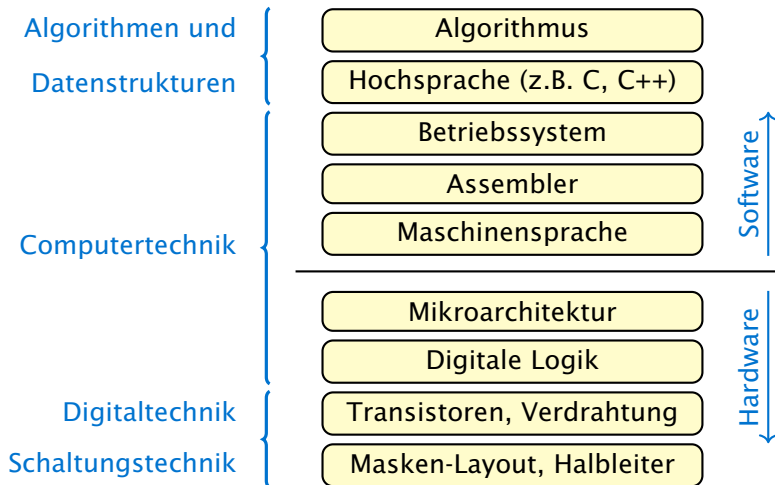 Algorithmen und
Datenstrukturen
Computertechnik
Digitaltechnik
Schaltungstechnik
Algorithmus
Hochsprache (z.B. C, C++)
Betriebssystem
Assembler
Maschinensprache
Mikroarchitektur
Digitale Logik
Transistoren, Verdrahtung
Masken-Layout, Halbleiter
Software
Hardware